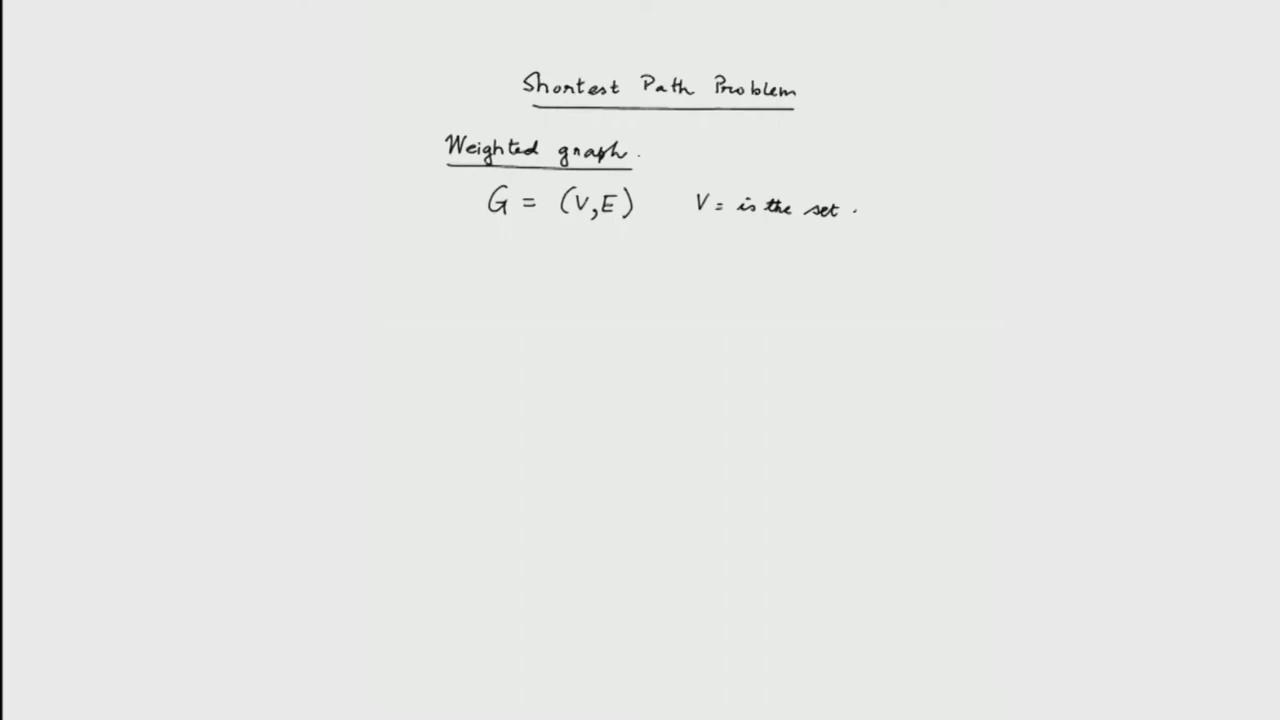 Shortest Path Problem
Weighted graph.
G = (V,E) V = is the set .